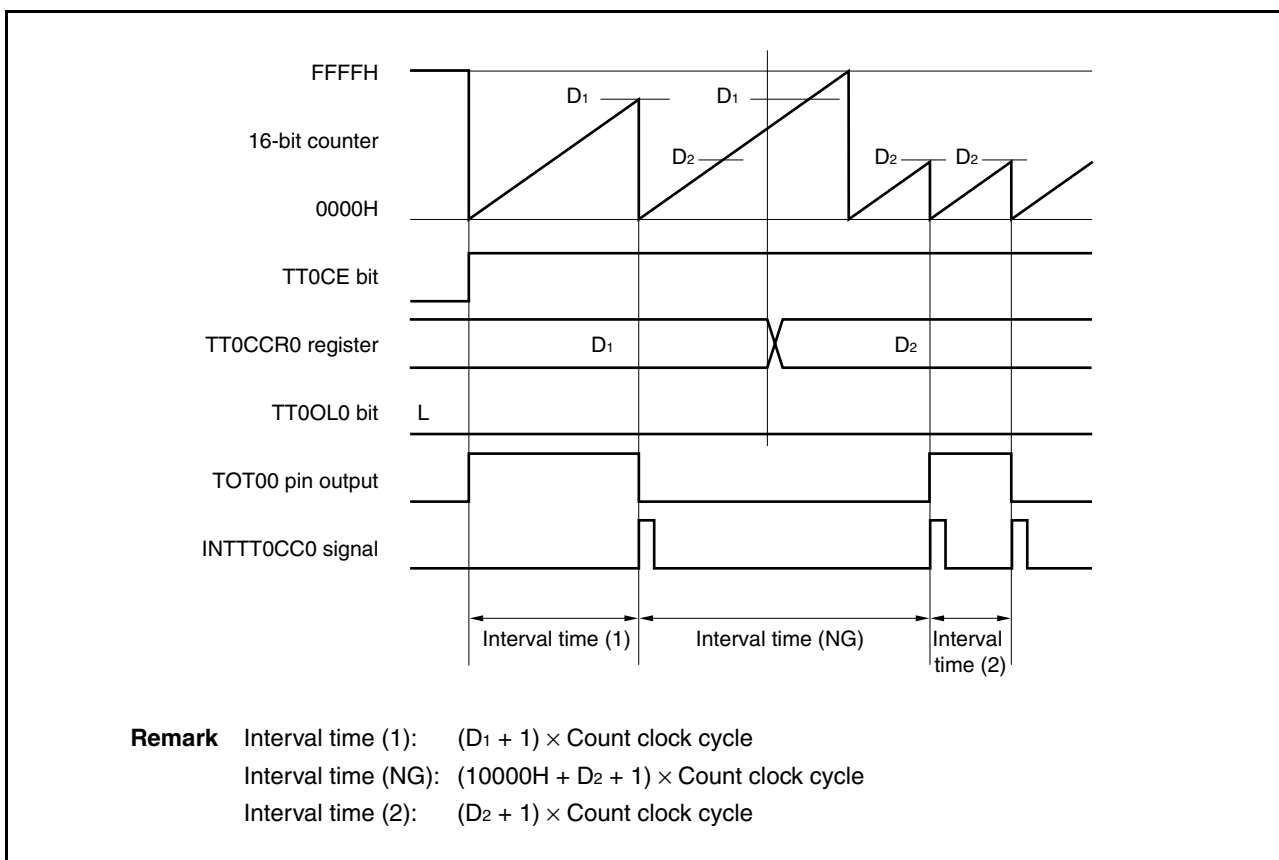 FFFFH
D1 D1
16-bit counter
D2 D2 D2
0000H
TT0CE bit
TT0CCR0 register D1 D2
TT0OL0 bit L
TOT00 pin output
INTTT0CC0 signal
Interval time (1) Interval time (NG) Interval
time (2)
Remark Interval time (1): (D1 + 1) × Count clock cycle
Interval time (NG): (10000H + D2 + 1) × Count clock cycle
Interval time (2): (D2 + 1) × Count clock cycle